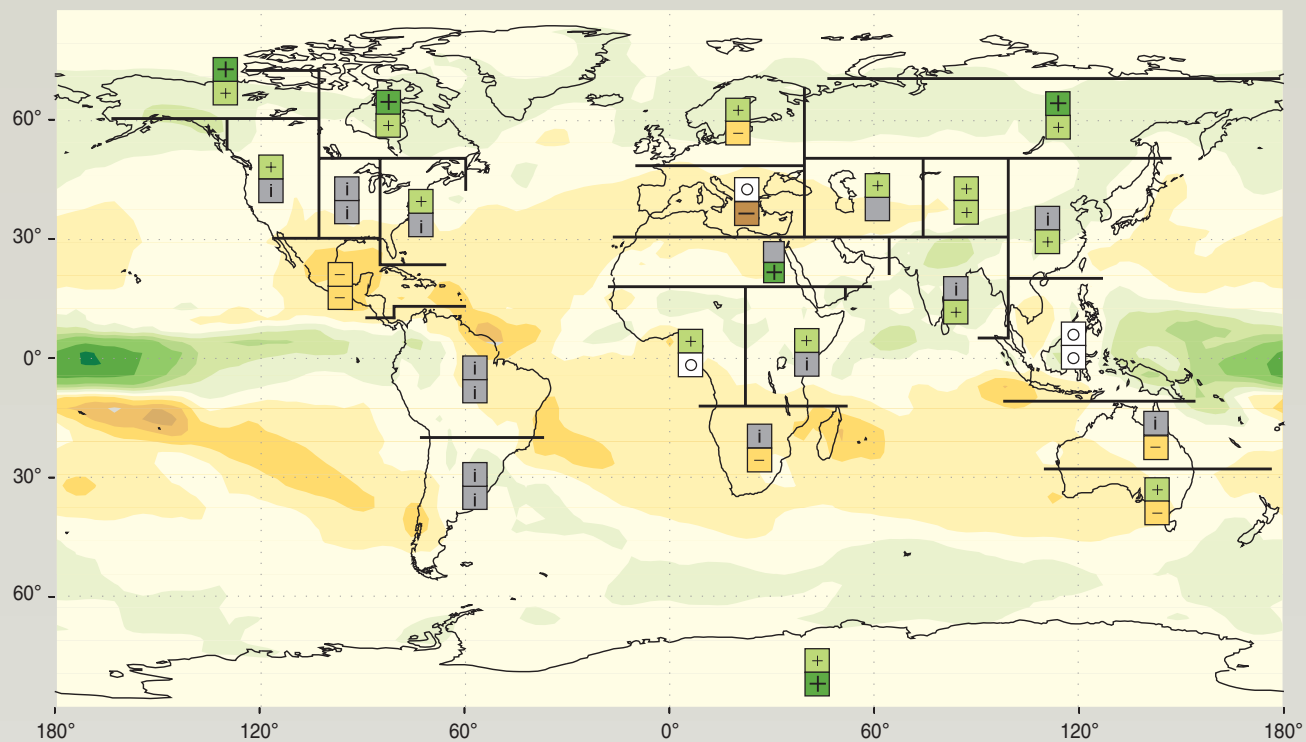 +
+
+
+
+
−
+
+
60°
+
i
i
i
+
i
○
−
+
+
+
i
+
30°
+
−
−
i
+
+
○
+
i
○
○
0°
i
i
i
−
i
−
30°
i
i
+
−
60°
+
+
180° 120° 60° 0° 60° 120° 180°